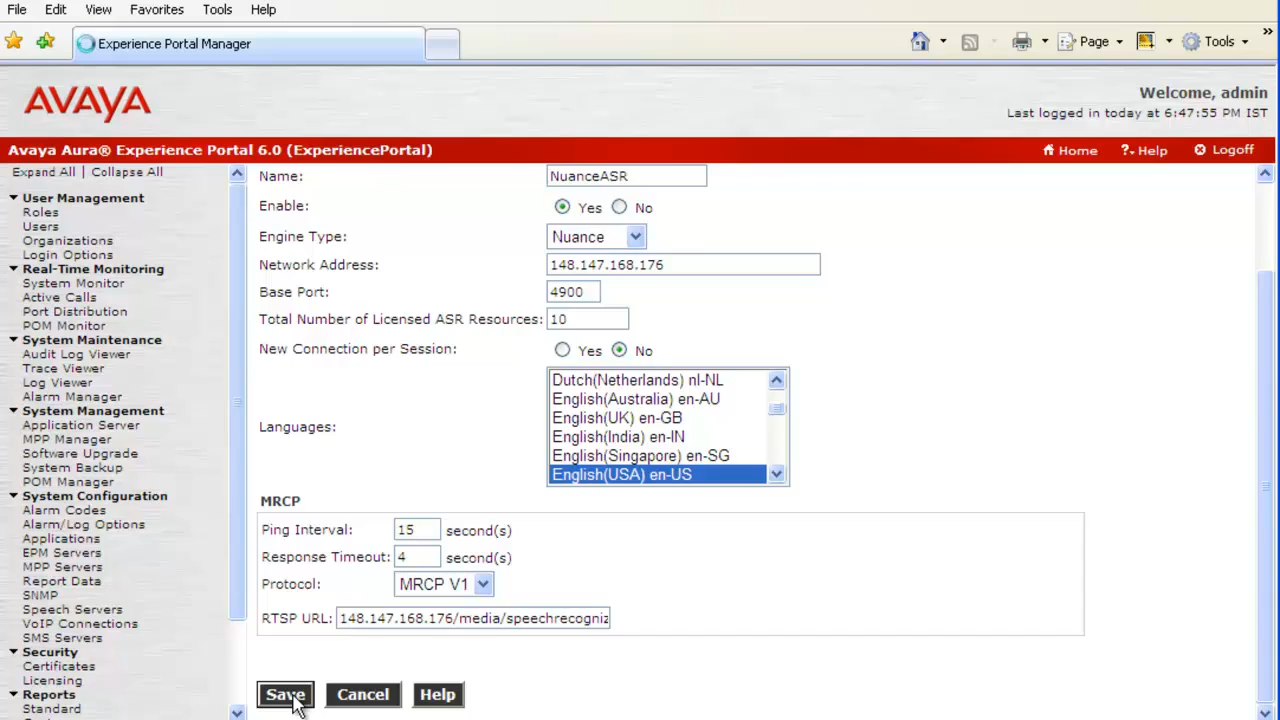 File Edit View Favorites Tools Help
Experience Portal Manager
Page Tools »
AVAYA
Welcome, admin
Last logged in today at 6:47:55 PM IST
Avaya Aura® Experience Portal 6.0 (ExperiencePortal)
Home ? Help Logoff
Expand All | Collapse All
User Management
Roles
Users
Organizations
Login Options
Real-Time Monitoring
System Monitor
Active Calls
Port Distribution
POM Monitor
System Maintenance
Audit Log Viewer
Trace Viewer
Log Viewer
Alarm Manager
System Management
Application Server
MPP Manager
Software Upgrade
System Backup
POM Manager
System Configuration
Alarm Codes
Alarm/Log Options
Applications
EPM Servers
MPP Servers
Report Data
SNMP
Speech Servers
VoIP Connections
SMS Servers
Security
Certificates
Licensing
Reports
Standard
Name: NuanceASR
Enable: Yes No
Engine Type: Nuance
Network Address: 148.147.168.176
Base Port: 4900
Total Number of Licensed ASR Resources: 10
New Connection per Session: Yes No
Languages:
Dutch(Netherlands) nl-NL
English(Australia) en-AU
English(UK) en-GB
English(India) en-IN
English(Singapore) en-SG
English(USA) en-US
MRCP
Ping Interval: 15 second(s)
Response Timeout: 4 second(s)
Protocol: MRCP V1
RTSP URL: 148.147.168.176/media/speechrecogniz
Save Cancel Help